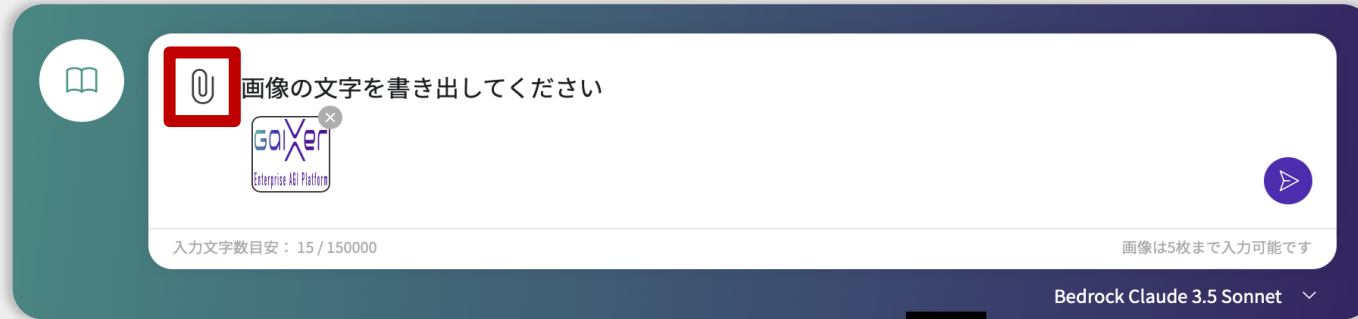 画像の文字を書き出してください
GaiXer
Enterprise AGI Platform
入力文字数目安： 15 / 150000
画像は5枚まで入力可能です
Bedrock Claude 3.5 Sonnet